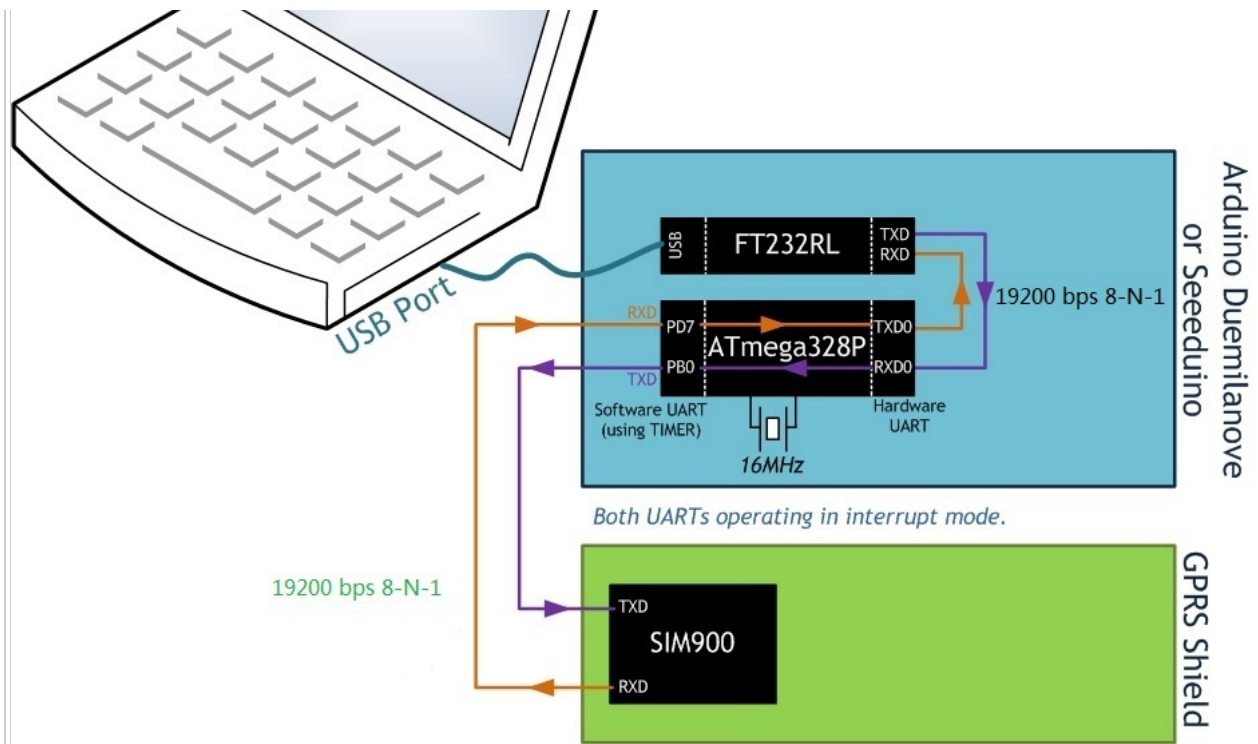 USB Port
Arduino Duemilanove
or Seeeduino
USB
FT232RL
TXD
RXD
19200 bps 8-N-1
RXD
PD7
TXD0
ATmega328P
PB0
RXD0
TXD
Software UART
(using TIMER)
Hardware
UART
16MHz
Both UARTs operating in interrupt mode.
19200 bps 8-N-1
TXD
SIM900
RXD
GPRS Shield